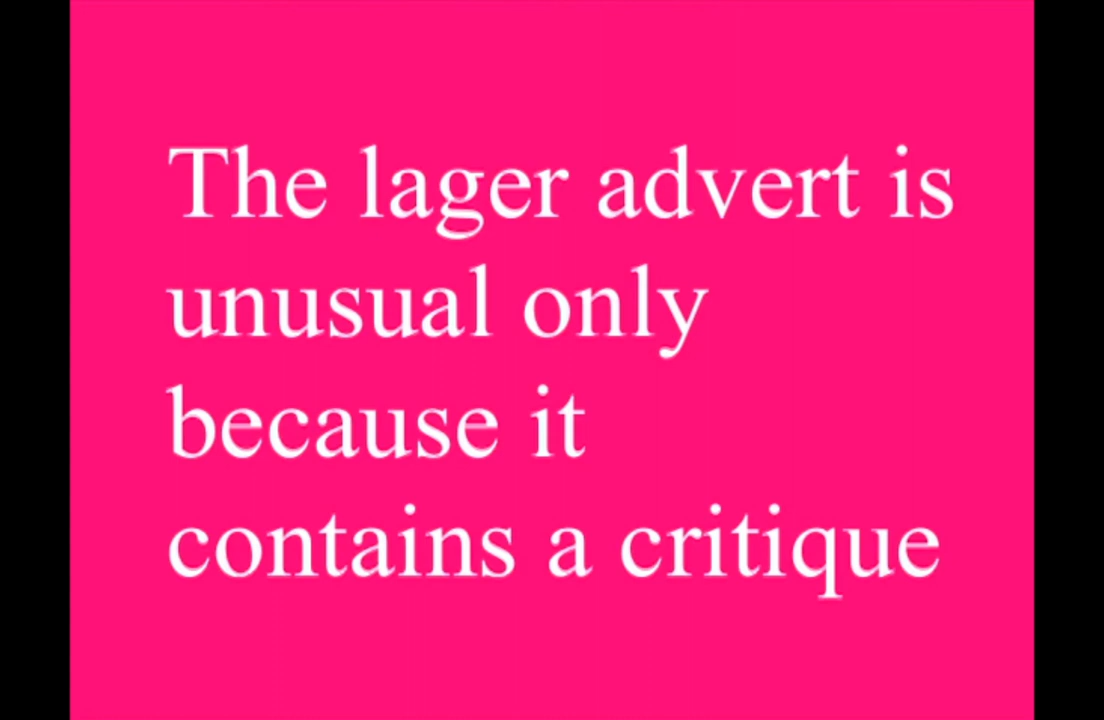 The lager advert is
unusual only
because it
contains a critique